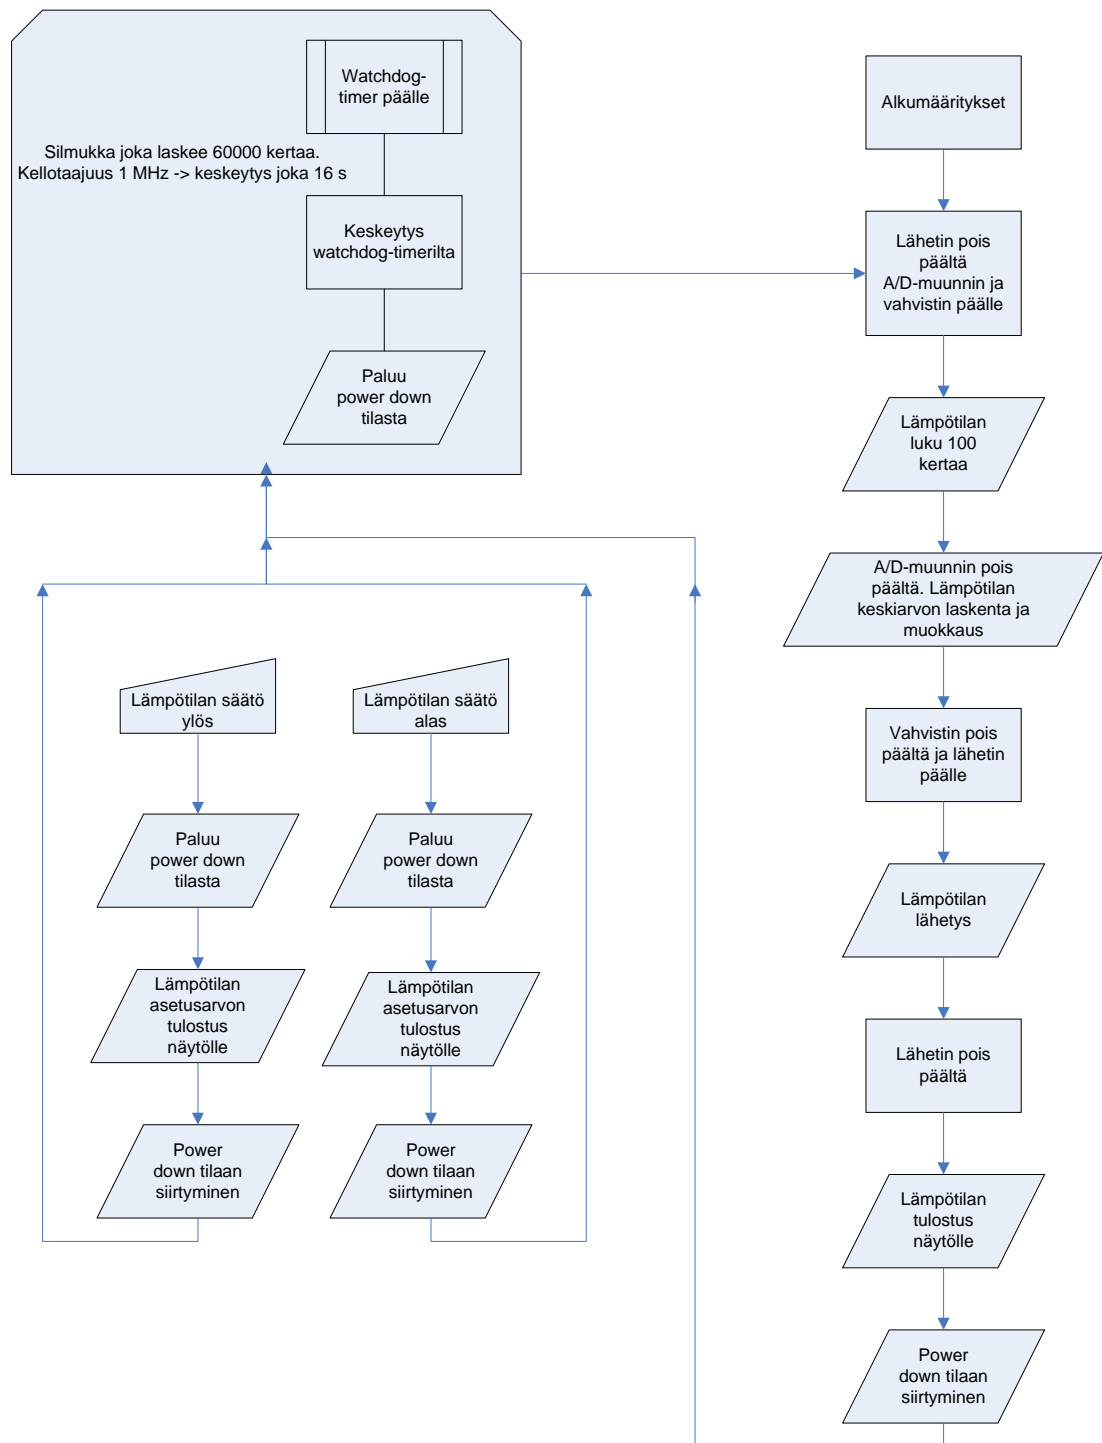 Watchdog-
timer päälle
Silmukka joka laskee 60000 kertaa.
Kellotaajuus 1 MHz -> keskeytys joka 16 s
Keskeytys
watchdog-timerilta
Paluu
power down
tilasta
Alkumääritykset
Lähetin pois
päältä
A/D-muunnin ja
vahvistin päälle
Lämpötilan
luku 100
kertaa
A/D-muunnin pois
päältä. Lämpötilan
keskiarvon laskenta ja
muokkaus
Vahvistin pois
päältä ja lähetin
päälle
Lämpötilan
lähetys
Lähetin pois
päältä
Lämpötilan
tulostus
näytölle
Power
down tilaan
siirtyminen
Lämpötilan säätö
ylös
Paluu
power down
tilasta
Lämpötilan
asetusarvon
tulostus
näytölle
Power
down tilaan
siirtyminen
Lämpötilan säätö
alas
Paluu
power down
tilasta
Lämpötilan
asetusarvon
tulostus
näytölle
Power
down tilaan
siirtyminen